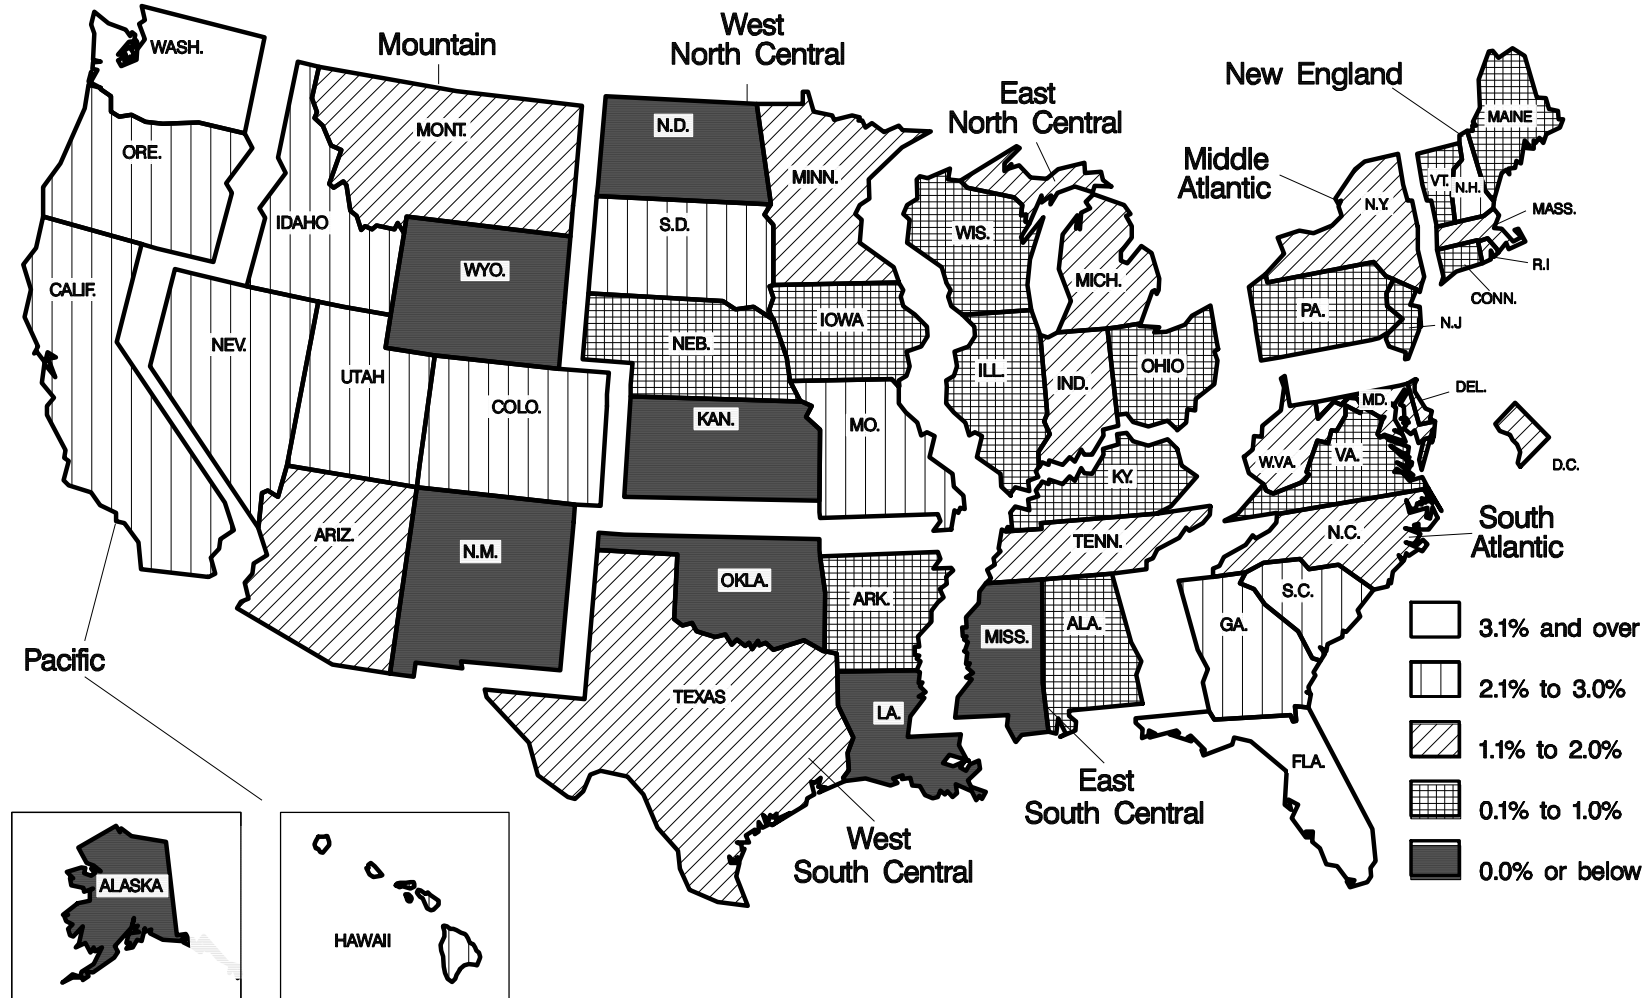 West
North Central
Mountain
WASH.
New England
East
North Central
MAINE
MONT.
N.D.
ORE.
MINN.
Middle
Atlantic
VT.
N.H.
N.Y.
MASS.
IDAHO
S.D.
WIS.
R.I
WYO.
CALIF.
MICH.
CONN.
PA.
IOWA
N.J
NEV.
NEB.
OHIO
ILL.
UTAH
IND.
DEL.
MD.
COLO.
KAN.
MO.
VA.
W.VA.
D.C.
KY.
South
Atlantic
ARIZ.
N.C.
TENN.
N.M.
OKLA.
S.C.
ARK.
GA.
ALA.
MISS.
3.1% and over
Pacific
2.1% to 3.0%
TEXAS
LA.
1.1% to 2.0%
FLA.
East
South Central
0.1% to 1.0%
West
South Central
0.0% or below
ALASKA
HAWAII